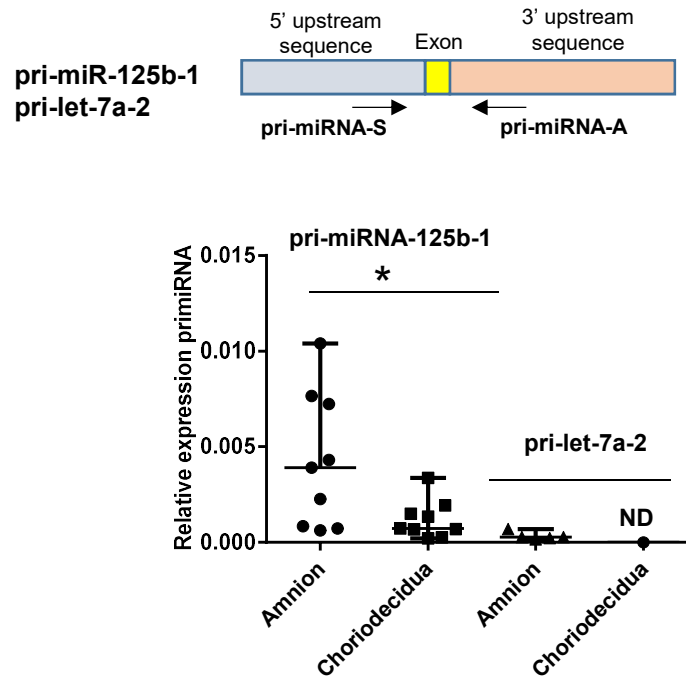 5' upstream sequence
Exon
3' upstream sequence
pri-miR-125b-1
pri-let-7a-2
pri-miRNA-S
pri-miRNA-A
pri-miRNA-125b-1
Relative expression primiRNA
0.015
*
0.010
0.005
pri-let-7a-2
ND
0.000
Amnion
Choriodecidua
Amnion
Choriodecidua